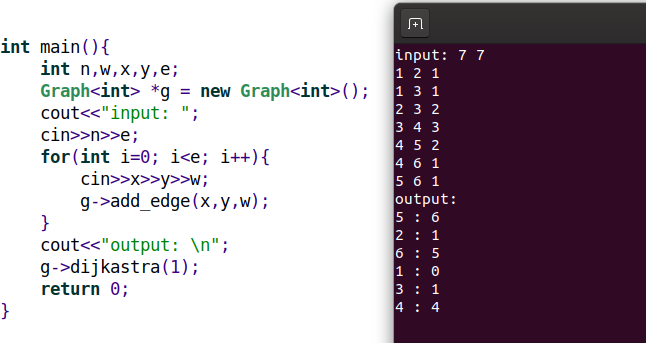 int main(){
    int n,w,x,y,e;
    Graph<int> *g = new Graph<int>();
    cout<<"input: ";
    cin>>n>>e;
    for(int i=0; i<e; i++){
        cin>>x>>y>>w;
        g->add_edge(x,y,w);
    }
    cout<<"output: \n";
    g->dijkastra(1);
    return 0;
}
input: 7 7
1 2 1
1 3 1
2 3 2
3 4 3
4 5 2
4 6 1
5 6 1
output:
5 : 6
2 : 1
6 : 5
1 : 0
3 : 1
4 : 4